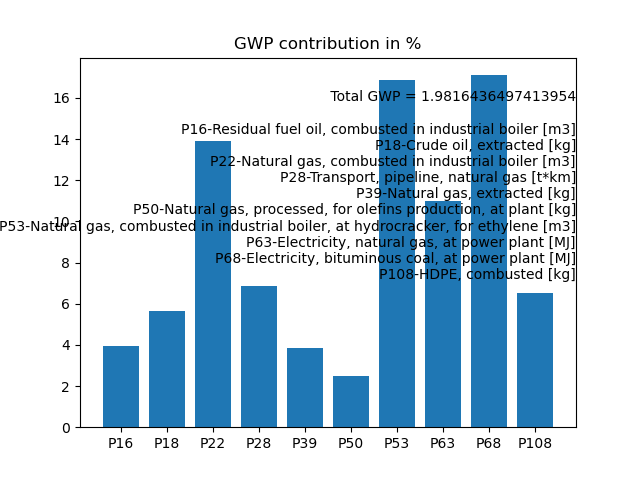 GWP contribution in %
Total GWP = 1.9816436497413954
P16-Residual fuel oil, combusted in industrial boiler [m3]
P18-Crude oil, extracted [kg]
P22-Natural gas, combusted in industrial boiler [m3]
P28-Transport, pipeline, natural gas [t*km]
P39-Natural gas, extracted [kg]
P50-Natural gas, processed, for olefins production, at plant [kg]
P53-Natural gas, combusted in industrial boiler, at hydrocracker, for ethylene [m3]
P63-Electricity, natural gas, at power plant [MJ]
P68-Electricity, bituminous coal, at power plant [MJ]
P108-HDPE, combusted [kg]
16
14
12
10
8
6
4
2
0
P16 P18 P22 P28 P39 P50 P53 P63 P68 P108